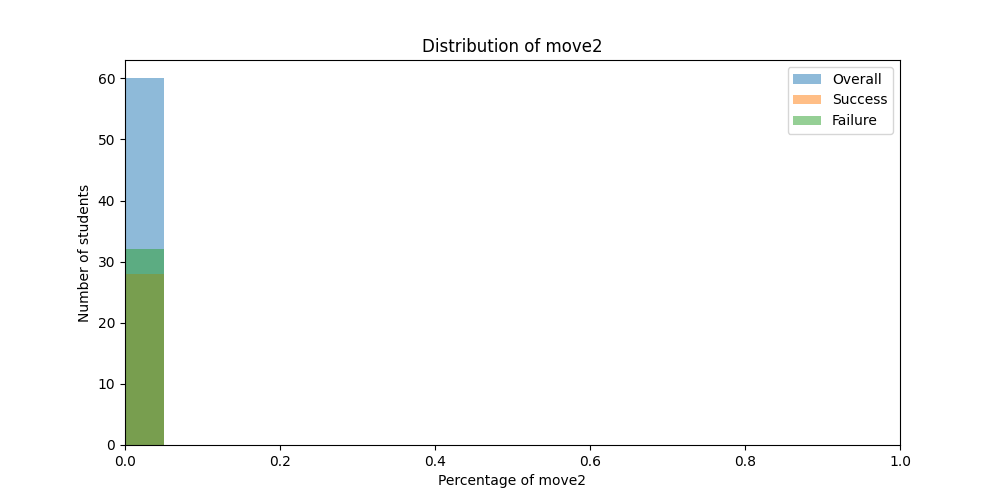 Distribution of move2
Overall
Success
Failure
Number of students
60
50
40
30
20
10
0
0.0 0.2 0.4 0.6 0.8 1.0
Percentage of move2